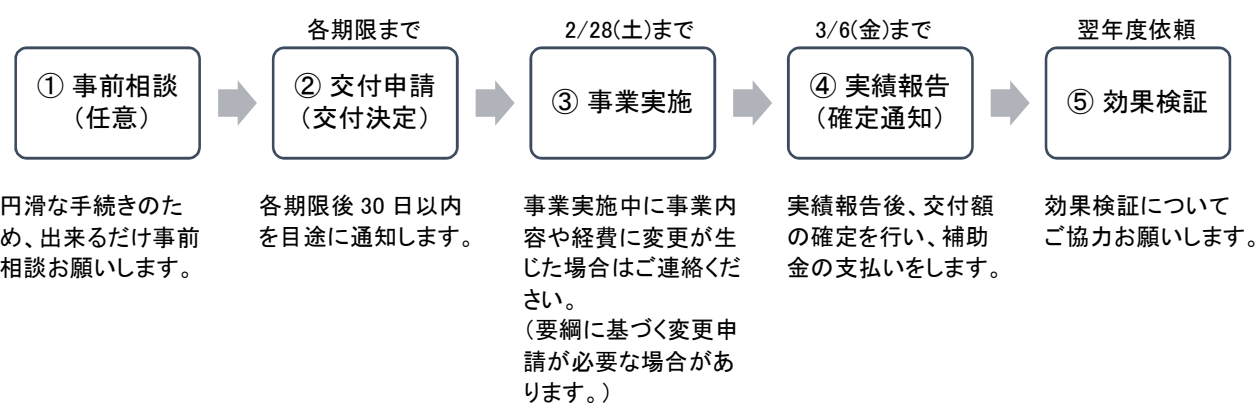 各期限まで
2/28(土)まで
3/6(金)まで
翌年度依頼
① 事前相談
（任意）
② 交付申請
（交付決定）
③ 事業実施
④ 実績報告
（確定通知）
⑤ 効果検証
円滑な手続きのた
め、出来るだけ事前
相談お願いします。
各期限後 30 日以内
を目途に通知します。
事業実施中に事業内
容や経費に変更が生
じた場合はご連絡くだ
さい。
（要綱に基づく変更申
請が必要な場合があ
ります。）
実績報告後、交付額
の確定を行い、補助
金の支払いをします。
効果検証について
ご協力お願いします。